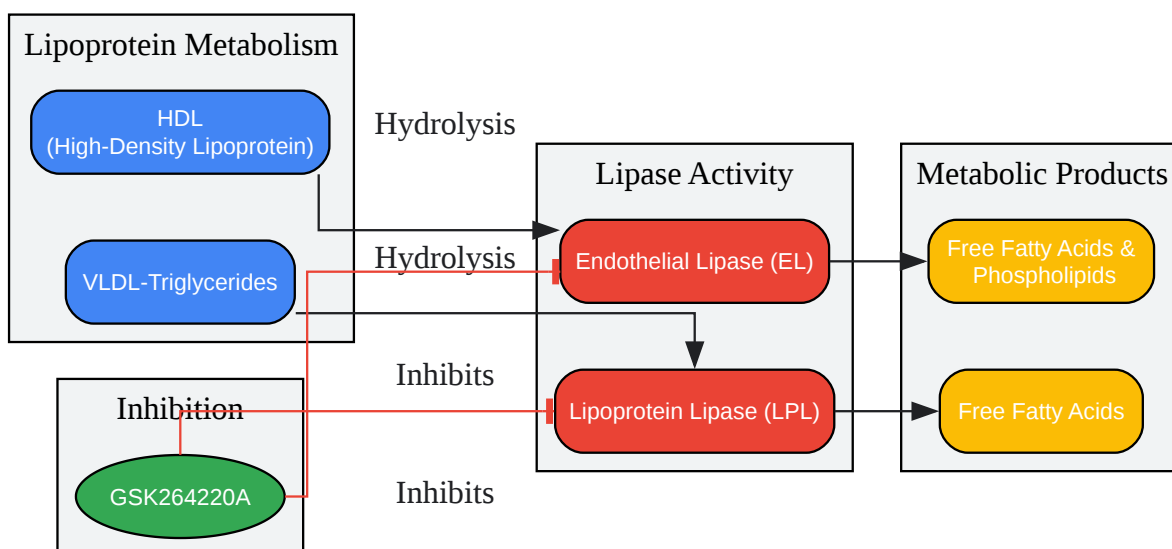 Lipoprotein Metabolism
HDL
(High-Density Lipoprotein)
VLDL-Triglycerides
Hydrolysis
Hydrolysis
Inhibits
Inhibits
Inhibition
GSK264220A
Lipase Activity
Endothelial Lipase (EL)
Lipoprotein Lipase (LPL)
Metabolic Products
Free Fatty Acids &
Phospholipids
Free Fatty Acids